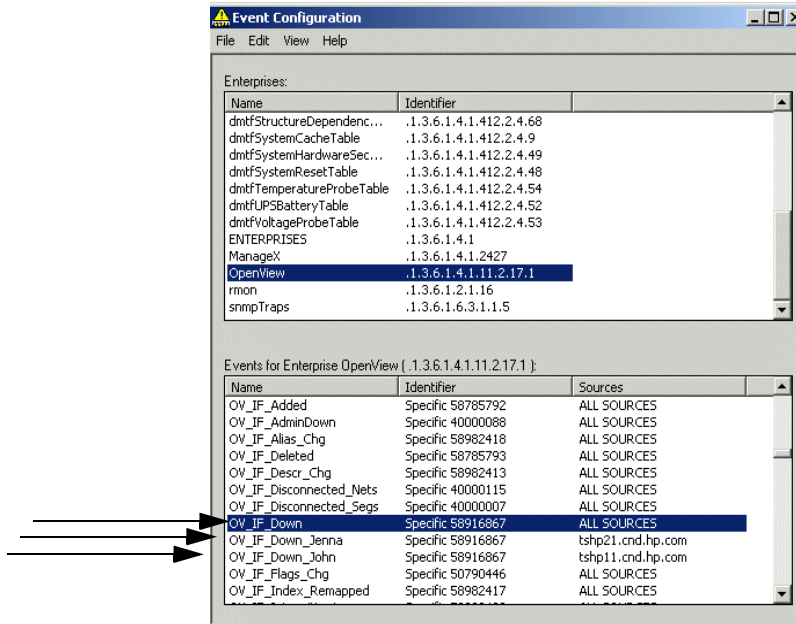 Event Configuration
File Edit View Help
Enterprises:
Name Identifier
dmtfStructureDependenc... .1.3.6.1.4.1.412.2.4.68
dmtfSystemCacheTable .1.3.6.1.4.1.412.2.4.9
dmtfSystemHardwareSec... .1.3.6.1.4.1.412.2.4.49
dmtfSystemResetTable .1.3.6.1.4.1.412.2.4.48
dmtfTemperatureProbeTable .1.3.6.1.4.1.412.2.4.54
dmtfUPSBatteryTable .1.3.6.1.4.1.412.2.4.52
dmtfVoltageProbeTable .1.3.6.1.4.1.412.2.4.53
ENTERPRISES .1.3.6.1.4.1
ManageX .1.3.6.1.4.1.2427
OpenView .1.3.6.1.4.1.11.2.17.1
rmon .1.3.6.1.2.1.16
snmpTraps .1.3.6.1.6.3.1.1.5
Events for Enterprise OpenView ( .1.3.6.1.4.1.11.2.17.1 ):
Name Identifier Sources
OV_IF_Added Specific 58785792 ALL SOURCES
OV_IF_AdminDown Specific 40000088 ALL SOURCES
OV_IF_Alias_Chg Specific 58982418 ALL SOURCES
OV_IF_Deleted Specific 58785793 ALL SOURCES
OV_IF_Descr_Chg Specific 58982413 ALL SOURCES
OV_IF_Disconnected_Nets Specific 40000115 ALL SOURCES
OV_IF_Disconnected_Segs Specific 40000007 ALL SOURCES
OV_IF_Down Specific 58916867 ALL SOURCES
OV_IF_Down_Jenna Specific 58916867 tshp21.cnd.hp.com
OV_IF_Down_John Specific 58916867 tshp11.cnd.hp.com
OV_IF_Flags_Chg Specific 50790446 ALL SOURCES
OV_IF_Index_Remapped Specific 58982417 ALL SOURCES